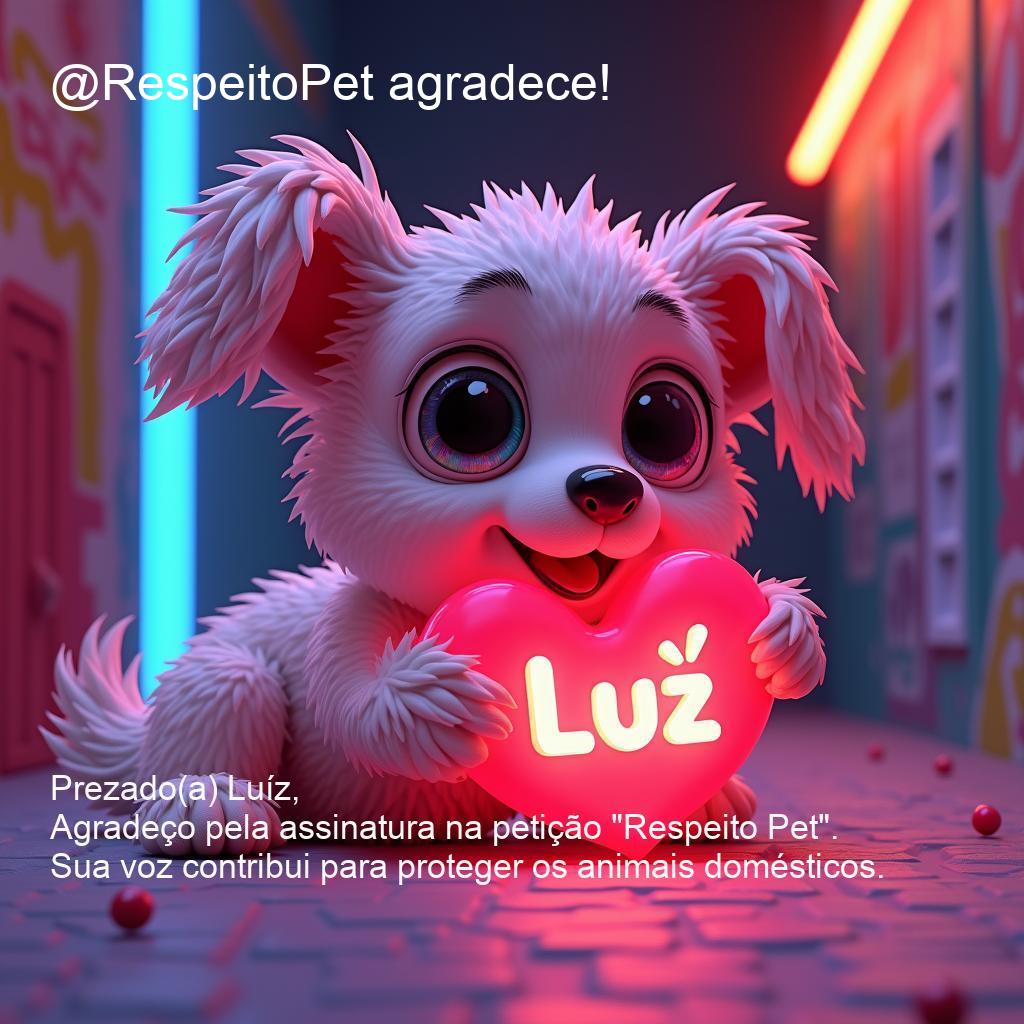 @RespeitoPet agradece!
Luž
Prezado(a) Luíz,
Agradeço pela assinatura na petição "Respeito Pet".
Sua voz contribui para proteger os animais domésticos.